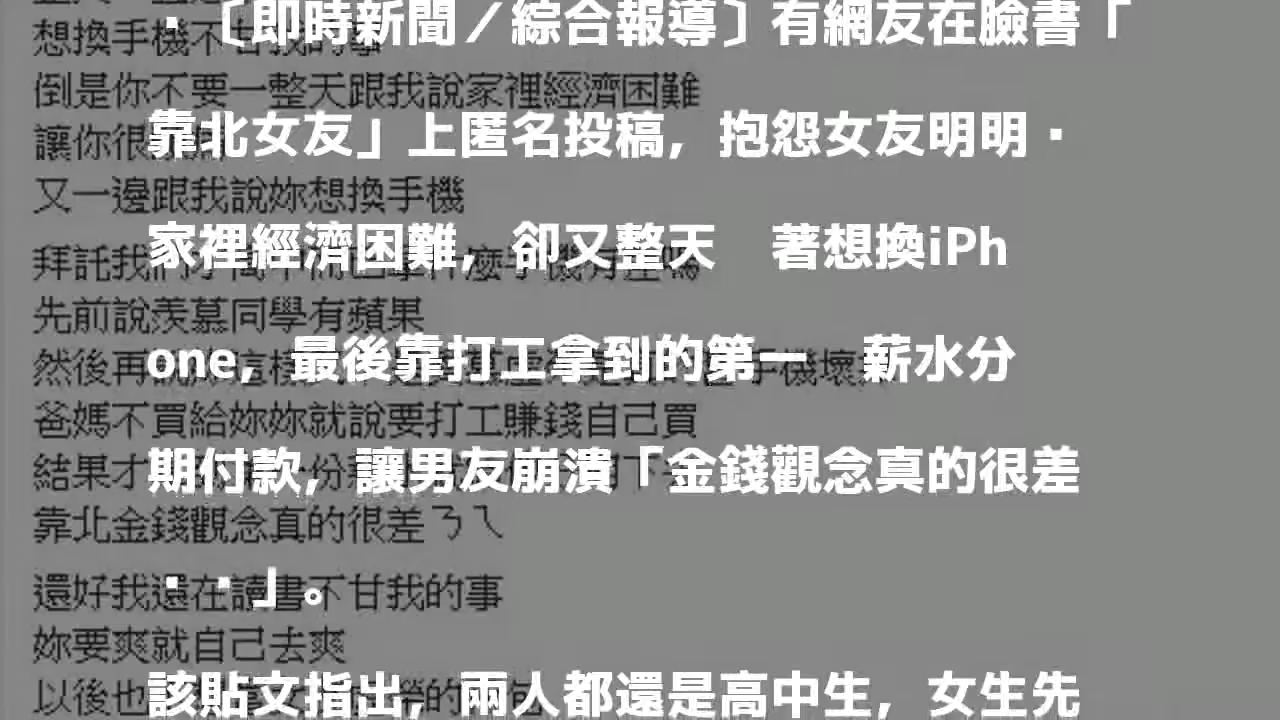 想換手機不甘我的事
・〔即時新聞／綜合報導〕有網友在臉書「
倒是你不要一整天跟我說家裡經濟困難
靠北女友」上匿名投稿，抱怨女友明明・
讓你很
又一邊跟我說妳想換手機
家裡經濟困難，卻又整天　著想換iPh
拜託我
先前說羨慕同學有蘋果
one，最後靠打工拿到的第一　薪水分
然後再
手機壞
爸媽不買給妳妳就說要打工賺錢自己買
期付款，讓男友崩潰「金錢觀念真的很差
結果才
靠北金錢觀念真的很差ㄋㄟ
・・」。
還好我還在讀書不甘我的事
妳要爽就自己去爽
該貼文指出，兩人都還是高中生，女生先
以後也